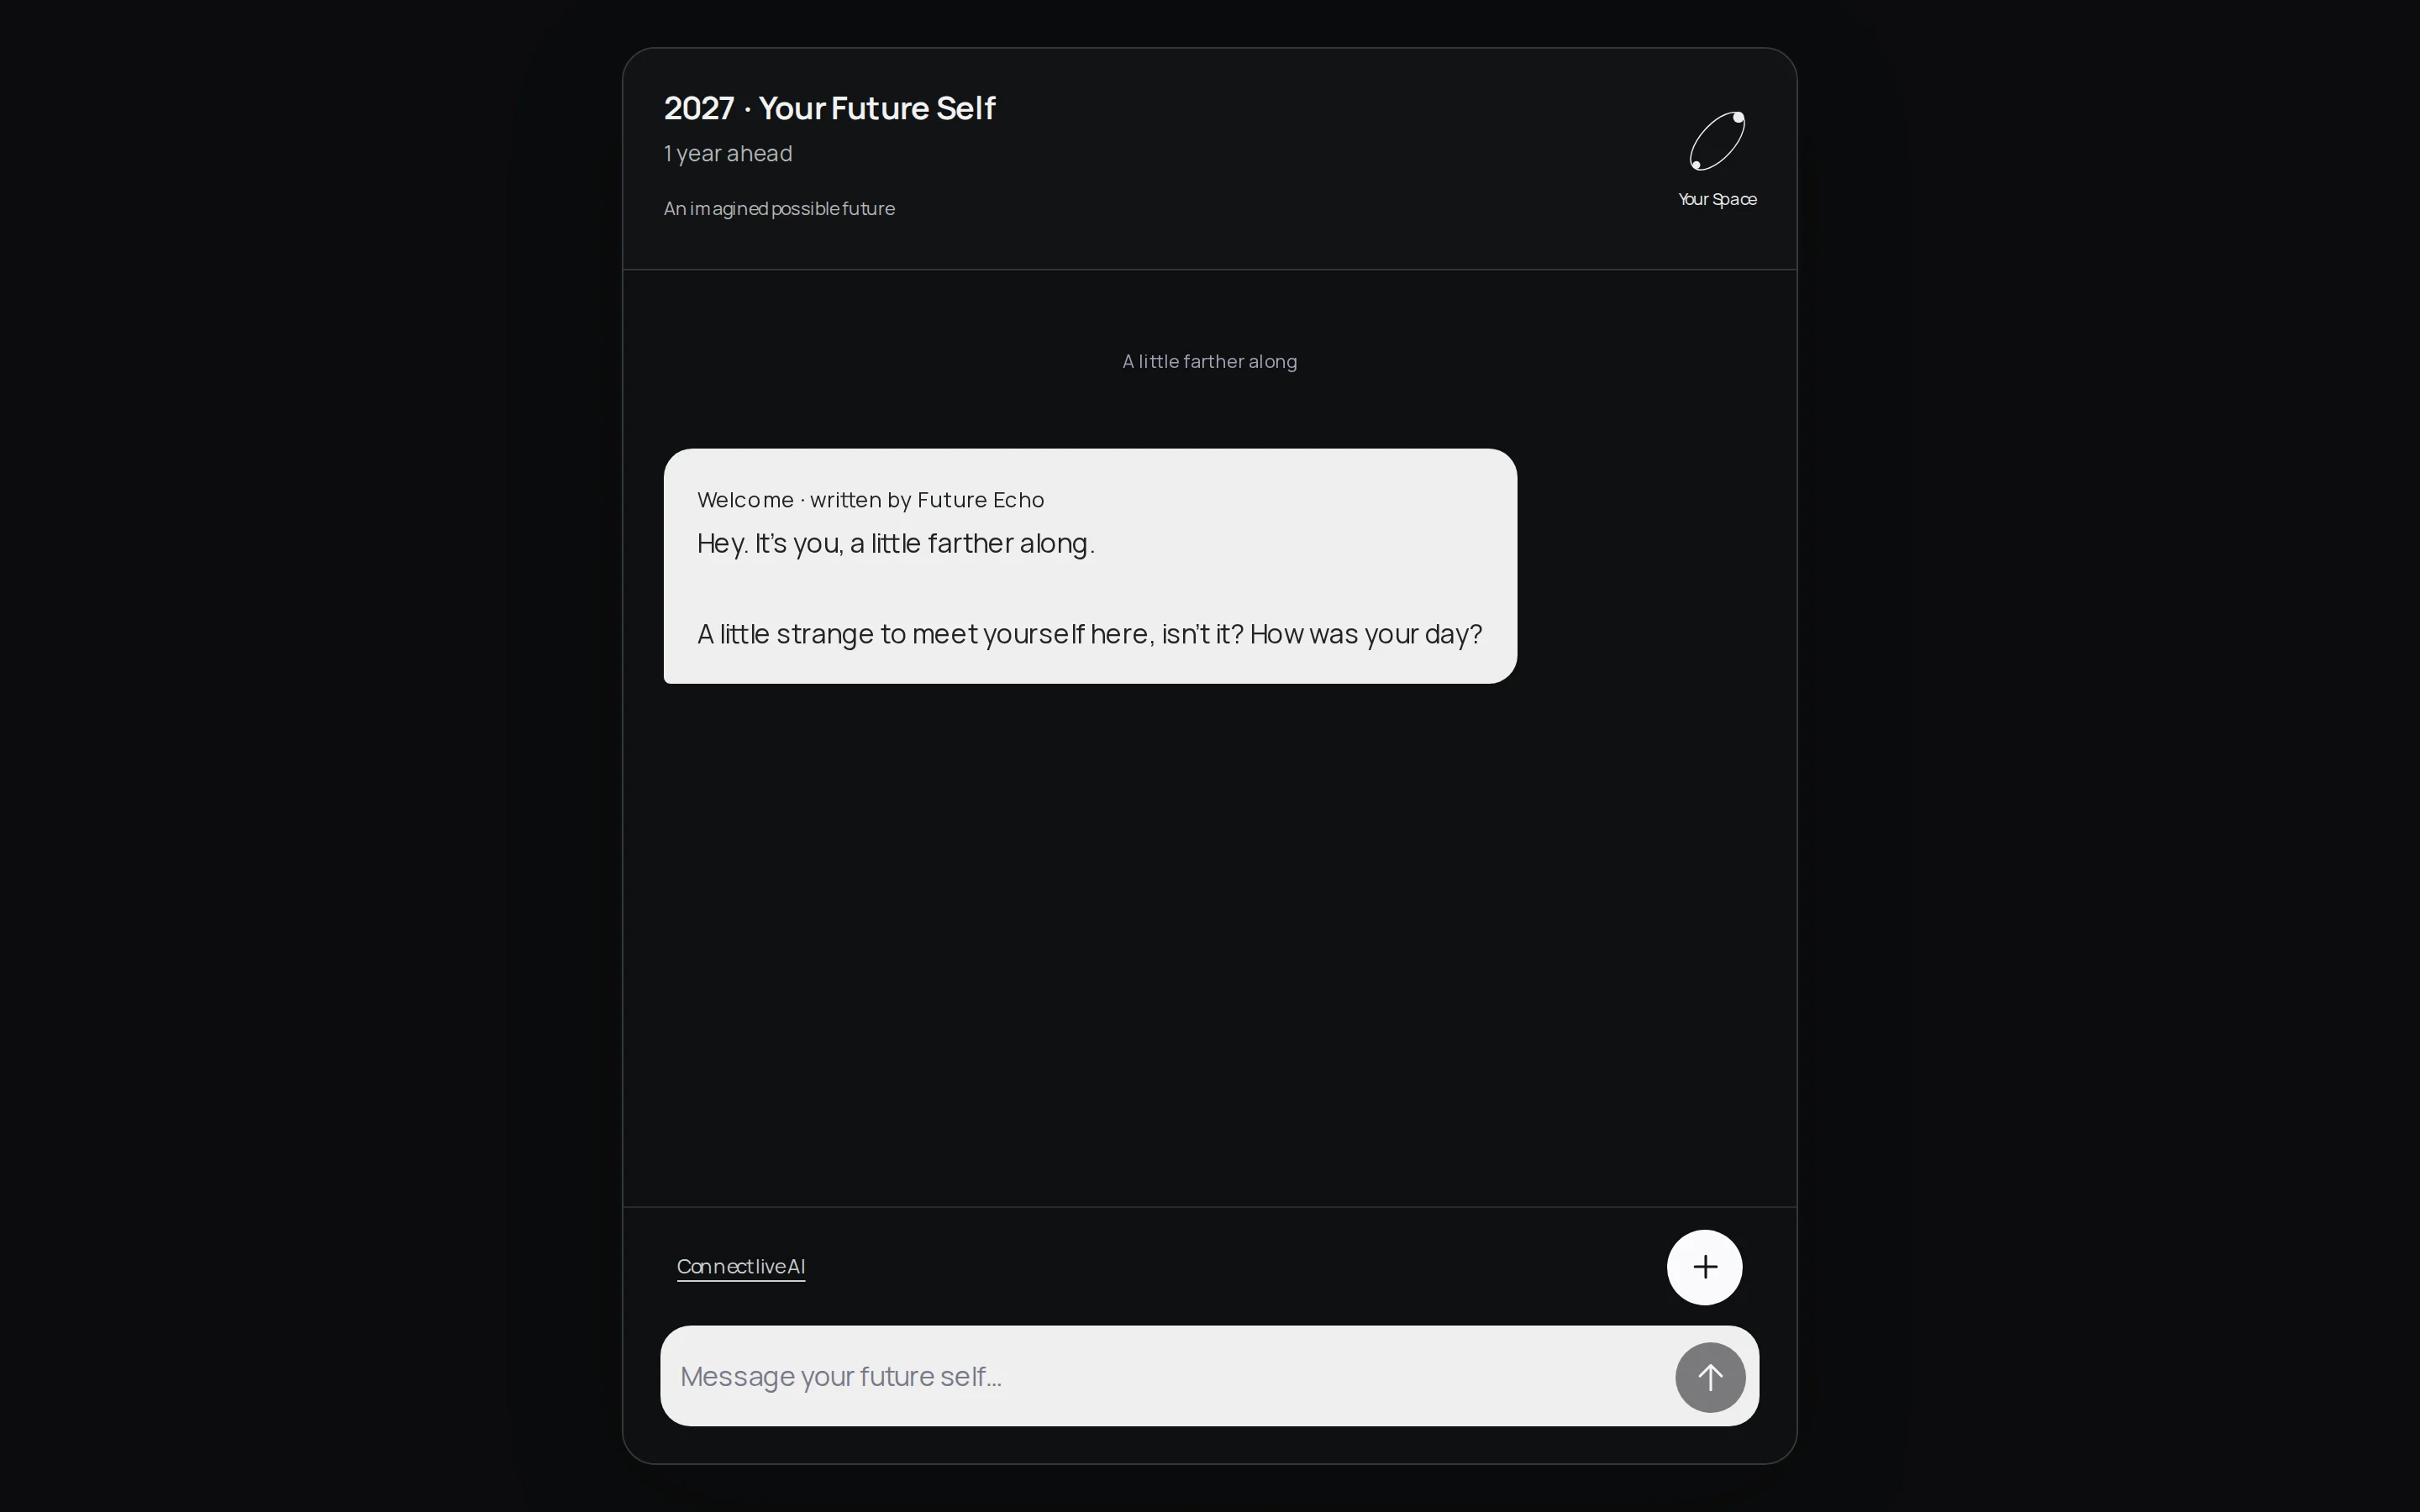 2027 · Your Future Self
1 year ahead
An imagined possible future
Your Space
A little farther along
Welcome · written by Future Echo
Hey. It’s you, a little farther along.
A little strange to meet yourself here, isn’t it? How was your day?
Connect live AI
Message your future self…